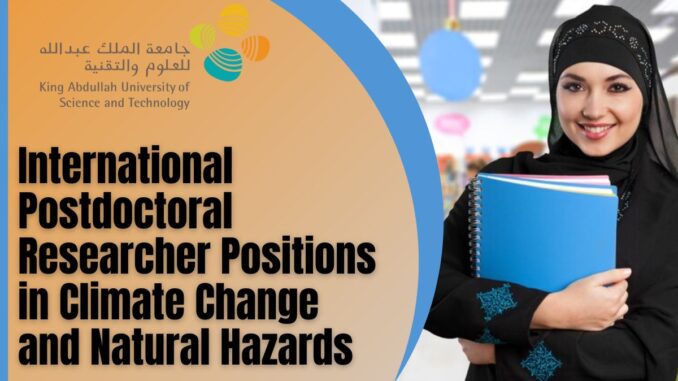 جامعة الملك عبدالله
للعلوم والتقنية
King Abdullah University of
Science and Technology
International
Postdoctoral
Researcher Positions
in Climate Change
and Natural Hazards